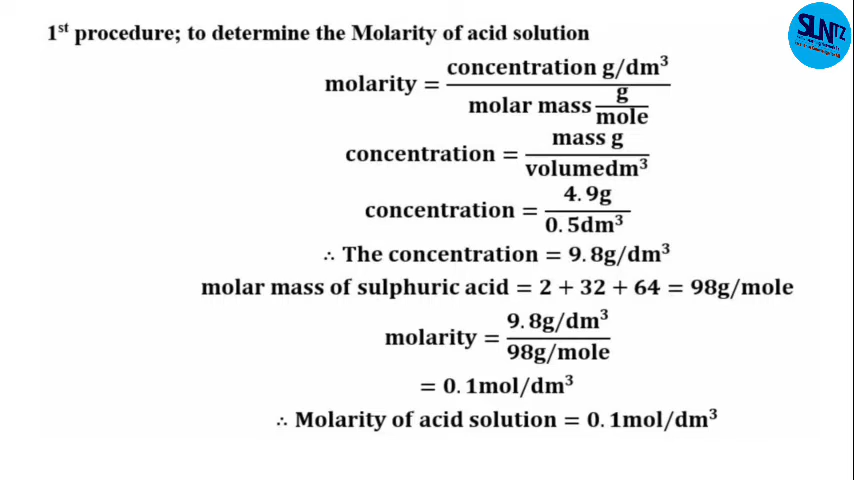 1st procedure; to determine the Molarity of acid solution
SLNTZ
molarity = concentration g/dm³ / molar mass g/mole
concentration = mass g / volumedm³
concentration = 4.9g / 0.5dm³
∴ The concentration = 9.8g/dm³
molar mass of sulphuric acid = 2 + 32 + 64 = 98g/mole
molarity = 9.8g/dm³ / 98g/mole
= 0.1mol/dm³
∴ Molarity of acid solution = 0.1mol/dm³